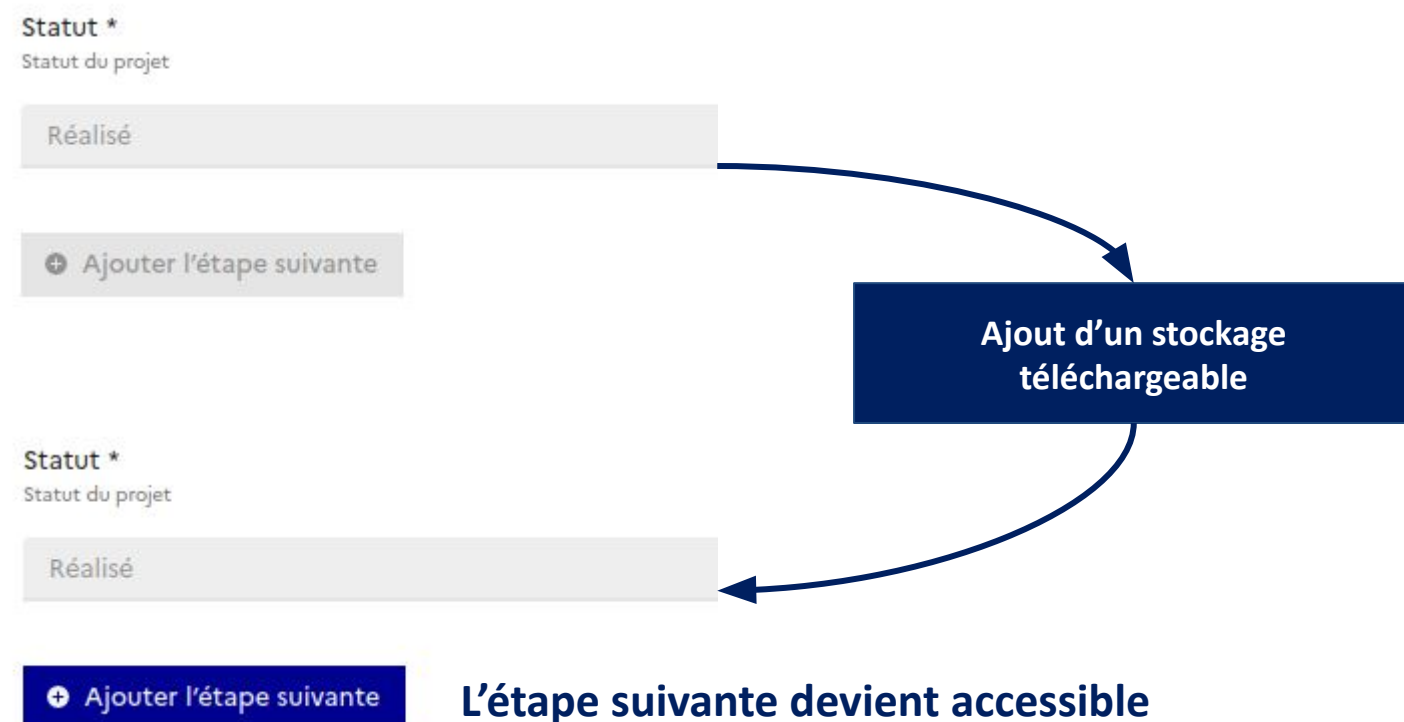 Statut *
Statut du projet
Réalisé
Ajouter l'étape suivante
Ajout d'un stockage
téléchargeable
Statut *
Statut du projet
Réalisé
Ajouter l'étape suivante
L'étape suivante devient accessible